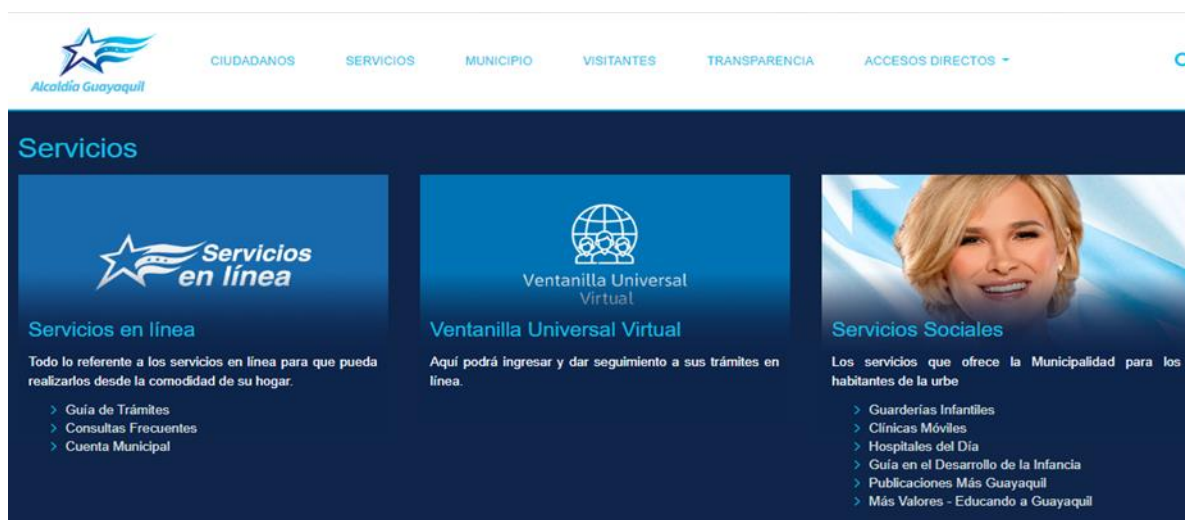 Alcaldía Guayaquil
CIUDADANOS
SERVICIOS
MUNICIPIO
VISITANTES
TRANSPARENCIA
ACCESOS DIRECTOS
Servicios
Servicios
en línea
Servicios en línea
Todo lo referente a los servicios en línea para que pueda
realizarlos desde la comodidad de su hogar.
Guía de Trámites
Consultas Frecuentes
Cuenta Municipal
Ventanilla Universal
Virtual
Ventanilla Universal Virtual
Aquí podrá ingresar y dar seguimiento a sus trámites en
línea.
Servicios Sociales
Los servicios que ofrece la Municipalidad para los
habitantes de la urbe
Guarderías Infantiles
Clínicas Móviles
Hospitales del Día
Guía en el Desarrollo de la Infancia
Publicaciones Más Guayaquil
Más Valores - Educando a Guayaquil